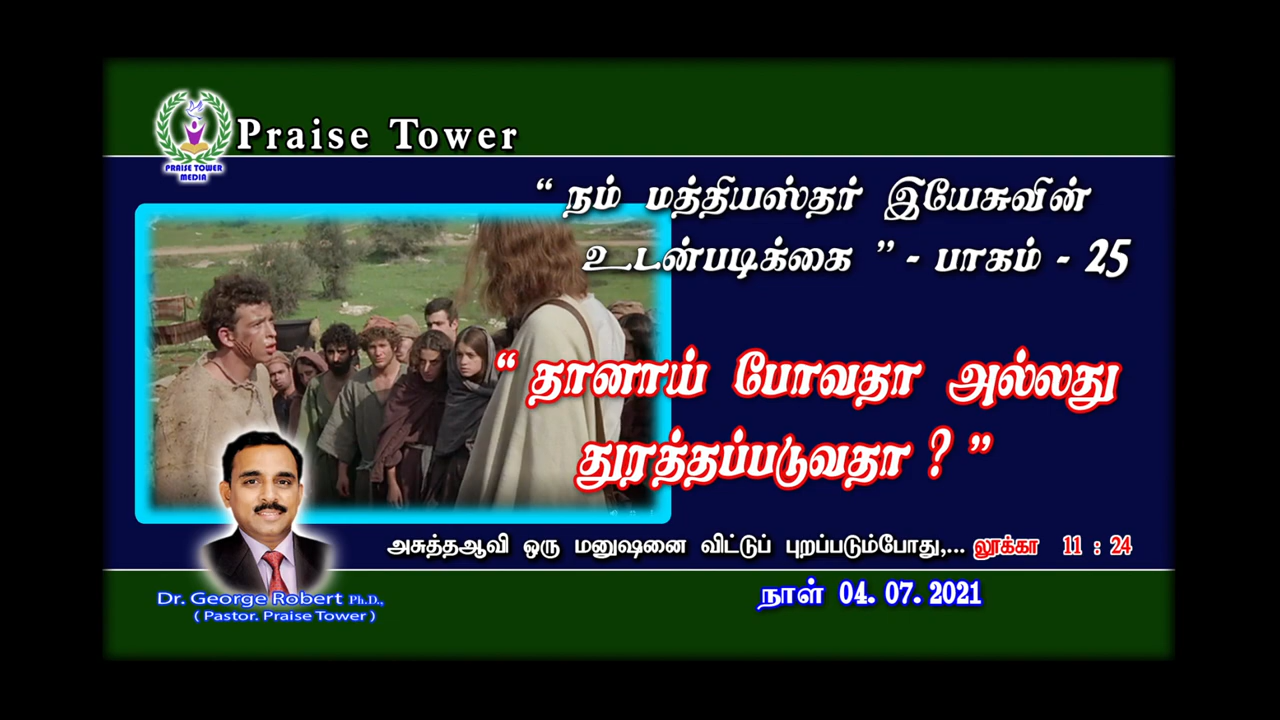 Praise Tower
PRAISE TOWER
MEDIA
“ நம் மத்தியஸ்தர் இயேசுவின்
உடன்படிக்கை ” - பாகம் - 25
“ தானாய் போவதா அல்லது
துரத்தப்படுவதா ? ”
அசுத்தஆவி ஒரு மனுஷனை விட்டுப் புறப்படும்போது,... லூக்கா 11 : 24
Dr. George Robert Ph.D.,
( Pastor. Praise Tower )
நாள் 04. 07. 2021